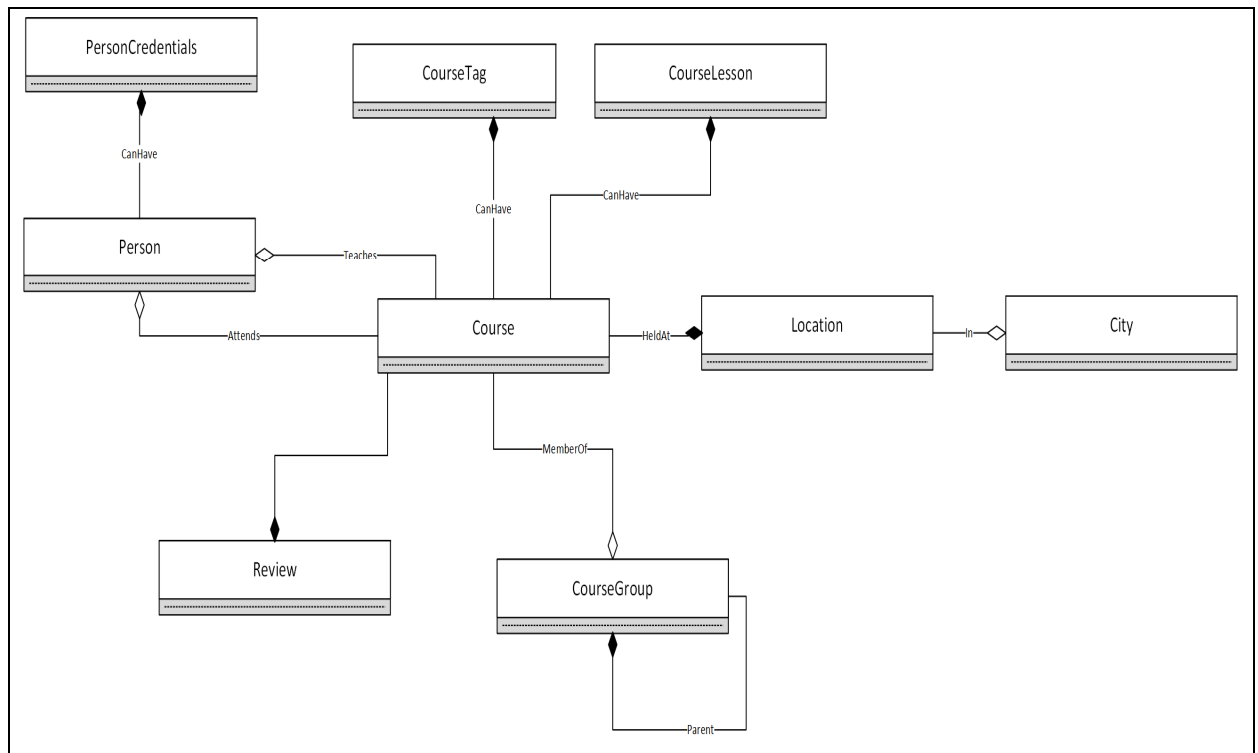 PersonCredentials
CourseTag
CourseLesson
CanHave
CanHave
CanHave
Person
Teaches
Attends
Course
HeldAt
Location
In
City
MemberOf
Review
CourseGroup
Parent